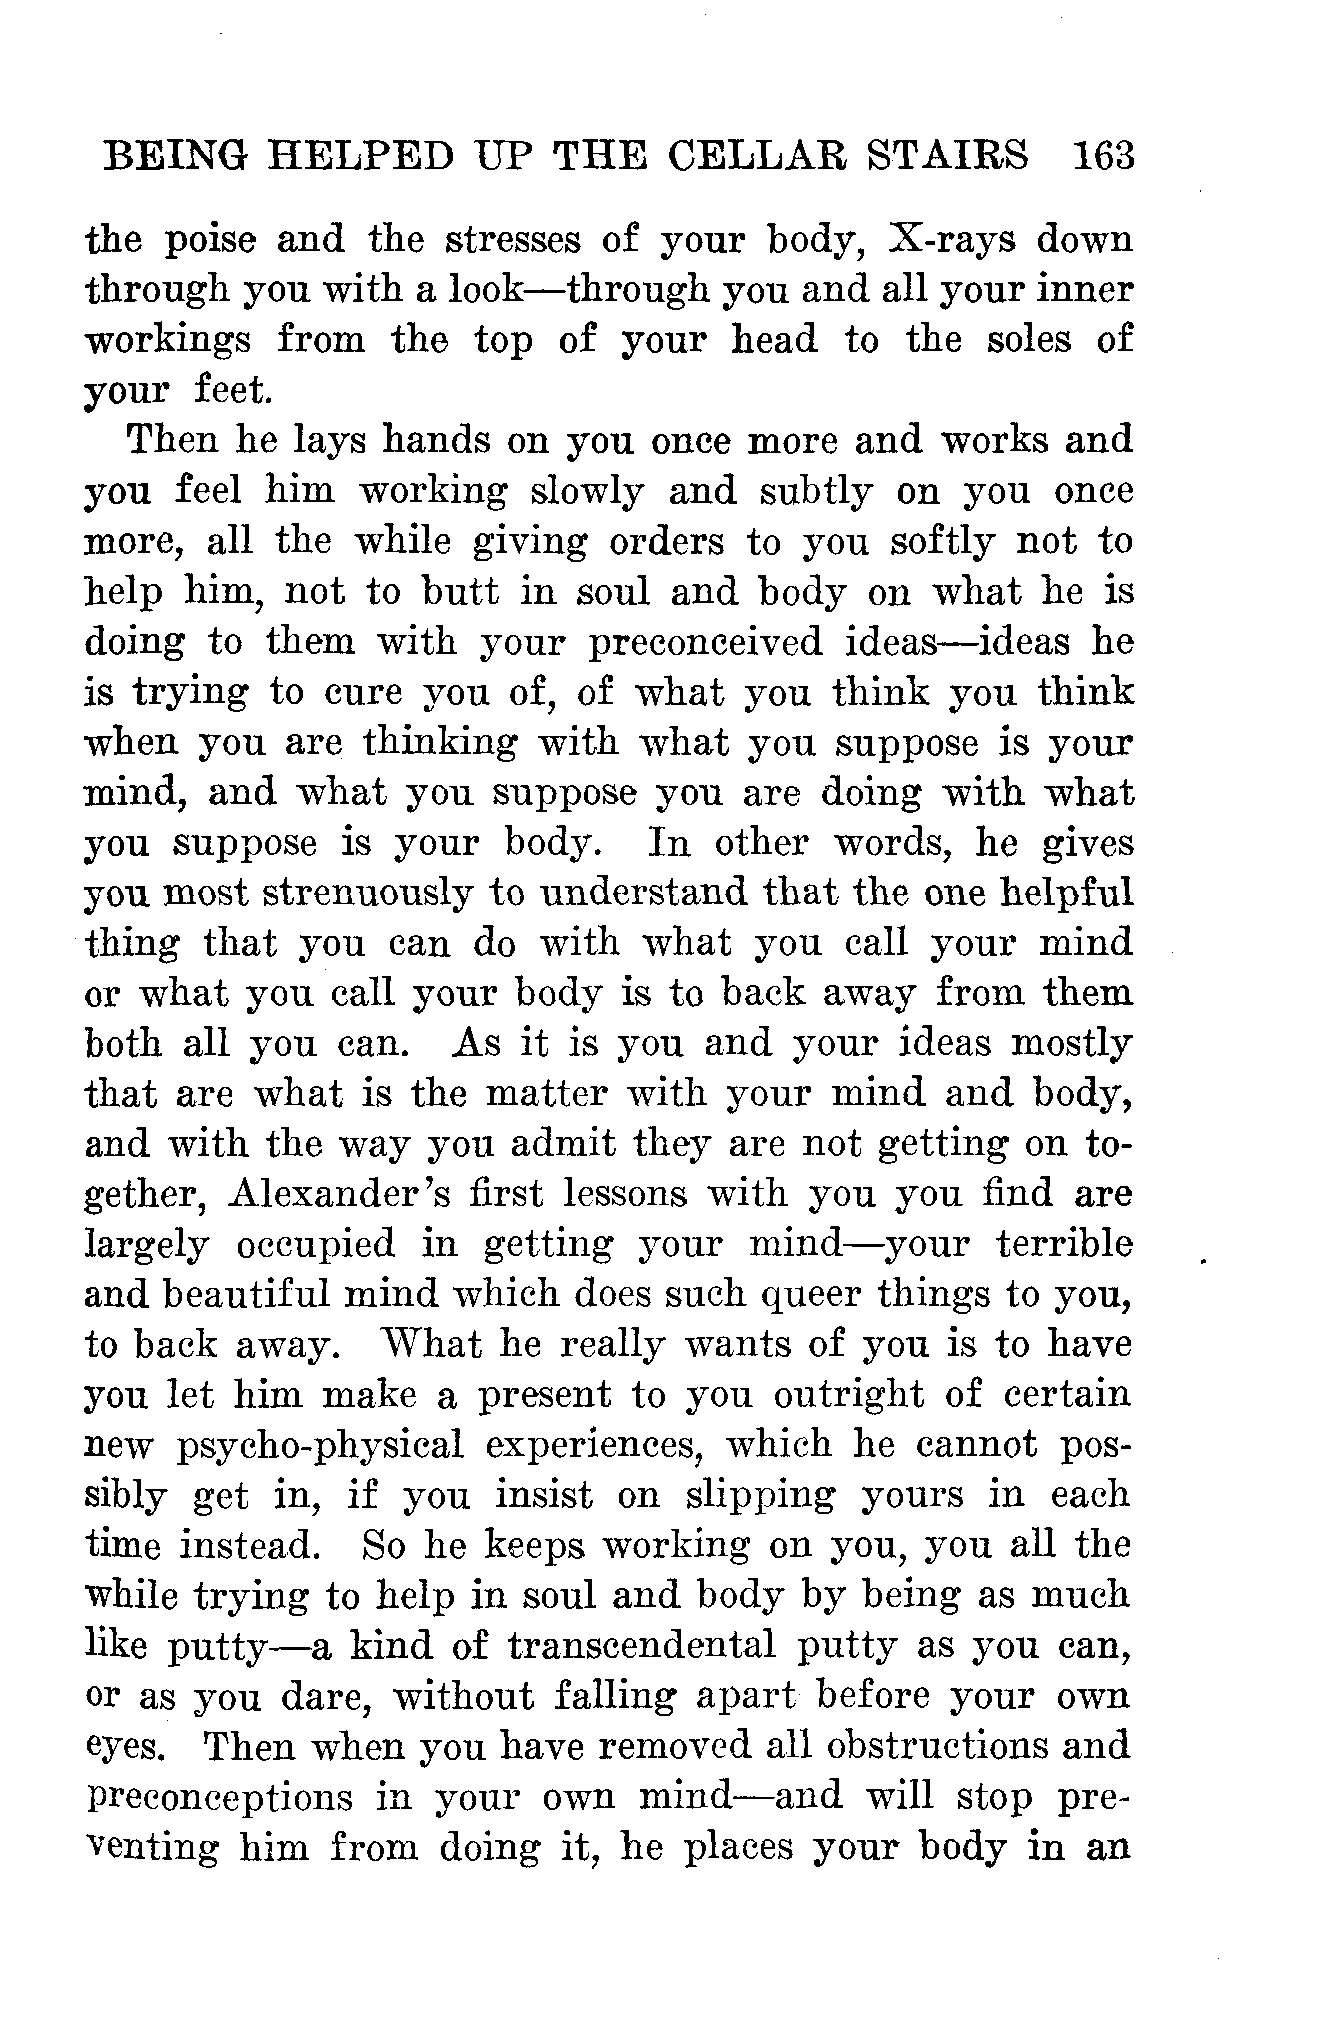 BEING HELPED UP THE CELLAR STAIRS 163
the poise and the stresses of your body, X-rays down
through you with a look—through you and all your inner
workings from the top of your head to the soles of
your feet.
Then he lays hands on you once more and works and
you feel him working slowly and subtly on you once
more, all the while giving orders to you softly not to
help him, not to butt in soul and body on what he is
doing to them with your preconceived ideas—ideas he
is trying to cure you of, of what you think you think
when you are thinking with what you suppose is your
mind, and what you suppose you are doing with what
you suppose is your body. In other words, he gives
you most strenuously to understand that the one helpful
thing that you can do with what you call your mind
or what you call your body is to back away from them
both all you can. As it is you and your ideas mostly
that are what is the matter with your mind and body,
and with the way you admit they are not getting on to-
gether, Alexander's first lessons with you you find are
largely occupied in getting your mind—your terrible
and beautiful mind which does such queer things to you,
to back away. What he really wants of you is to have
you let him make a present to you outright of certain
new psycho-physical experiences, which he cannot pos-
sibly get in, if you insist on slipping yours in each
time instead. So he keeps working on you, you all the
while trying to help in soul and body by being as much
like putty—a kind of transcendental putty as you can,
or as you dare, without falling apart before your own
eyes. Then when you have removed all obstructions and
preconceptions in your own mind—and will stop pre-
venting him from doing it, he places your body in an